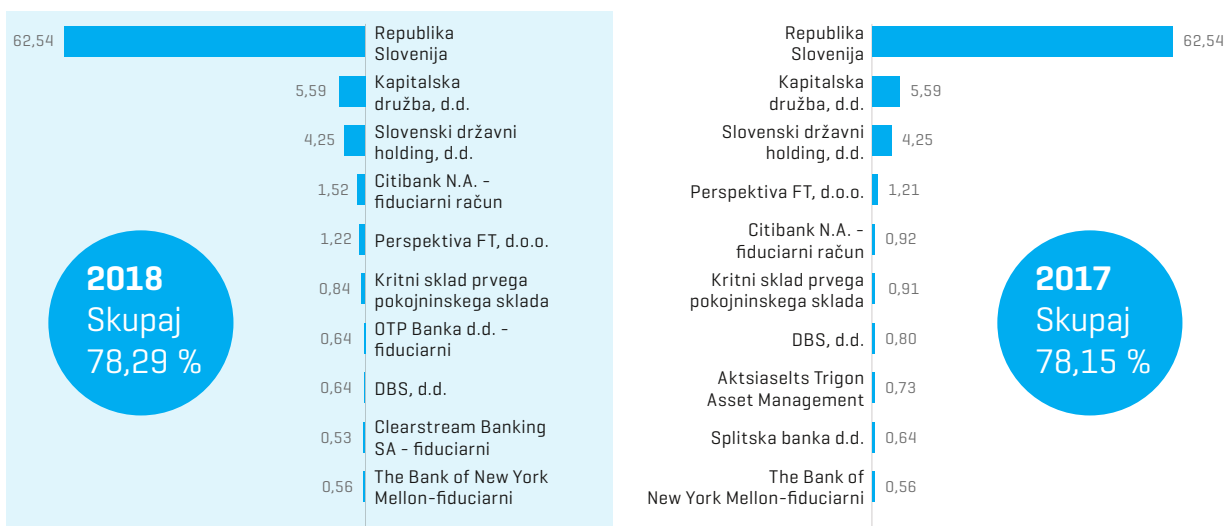 62,54
Republika
Slovenija
5,59
Kapitalska
družba, d.d.
4,25
Slovenski državni
holding, d.d.
1,52
Citibank N.A. -
fiduciarni račun
1,22
Perspektiva FT, d.o.o.
0,84
Kritni sklad prvega
pokojninskega sklada
0,64
OTP Banka d.d. -
fiduciarni
0,64
DBS, d.d.
0,53
Clearstream Banking
SA - fiduciarni
0,56
The Bank of New York
Mellon-fiduciarni
2018
Skupaj
78,29 %
Republika
Slovenija
62,54
Kapitalska
družba, d.d.
5,59
Slovenski državni
holding, d.d.
4,25
Perspektiva FT, d.o.o.
1,21
Citibank N.A. -
fiduciarni račun
0,92
Kritni sklad prvega
pokojninskega sklada
0,91
DBS, d.d.
0,80
Aktsiaselts Trigon
Asset Management
0,73
Splitska banka d.d.
0,64
The Bank of
New York Mellon-fiduciarni
0,56
2017
Skupaj
78,15 %